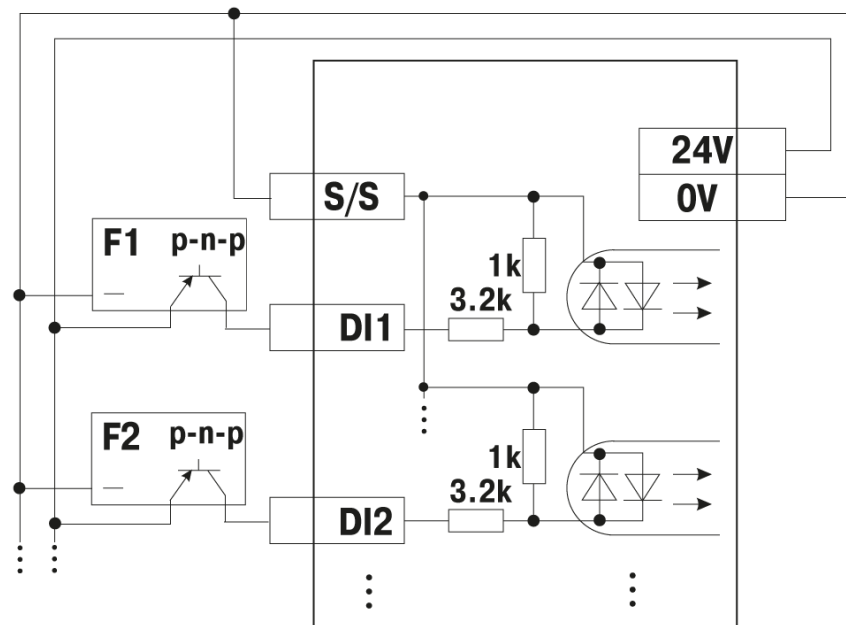 24V
S/S
0V
F1 p-n-p
—
1k
3.2k
DI1
F2 p-n-p
—
1k
3.2k
DI2